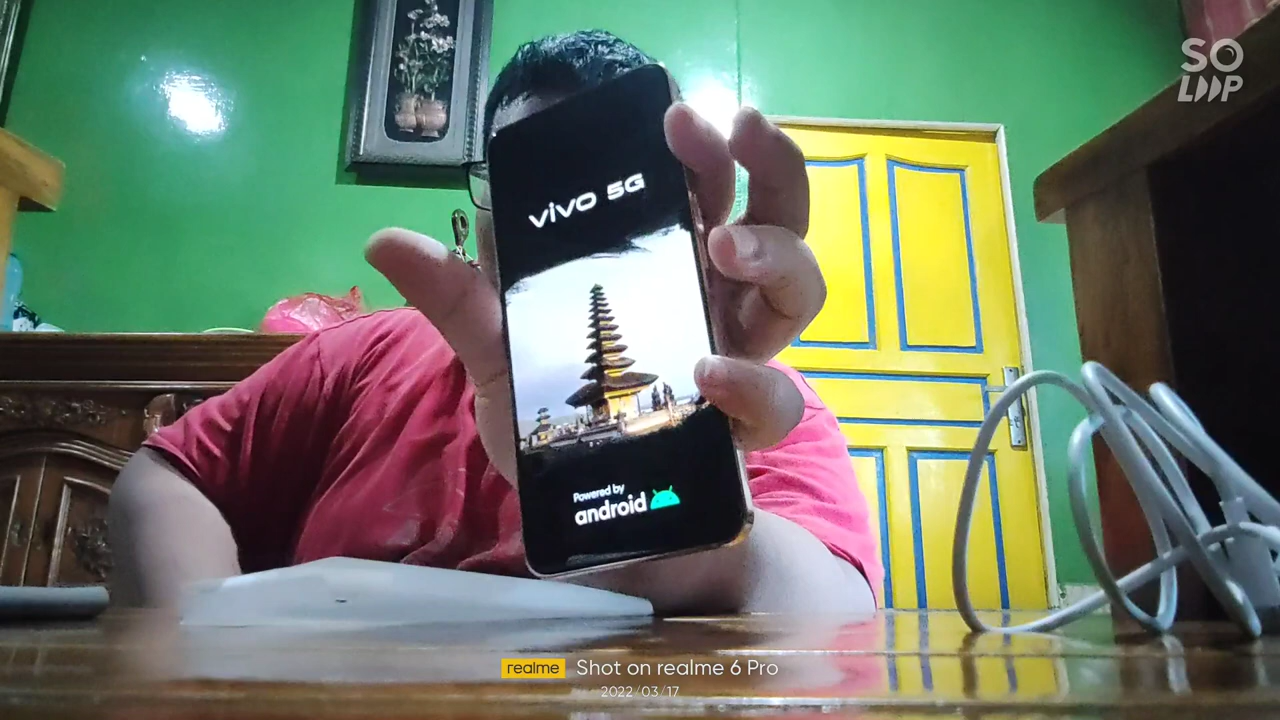 SO
LOOP
vivo 5G
Powered by
android
realme Shot on realme 6 Pro
2022/03/17